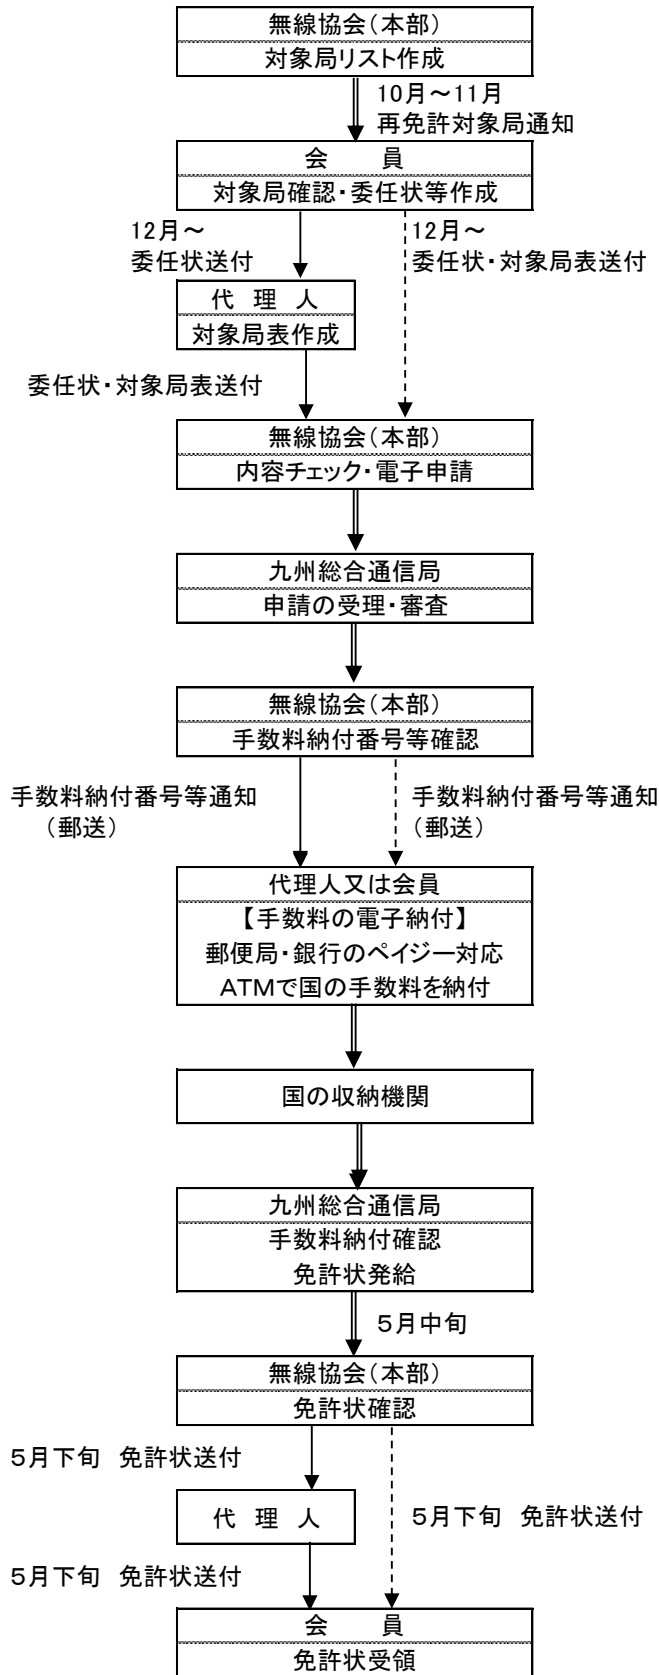 無線協会（本部）
対象局リスト作成
10月～11月
再免許対象局通知
会　　員
対象局確認・委任状等作成
12月～
委任状送付
12月～
委任状・対象局表送付
代　理　人
対象局表作成
委任状・対象局表送付
無線協会（本部）
内容チェック・電子申請
九州総合通信局
申請の受理・審査
無線協会（本部）
手数料納付番号等確認
手数料納付番号等通知
（郵送）
手数料納付番号等通知
（郵送）
代理人又は会員
【手数料の電子納付】
郵便局・銀行のペイジー対応
ＡＴＭで国の手数料を納付
国の収納機関
九州総合通信局
手数料納付確認
免許状発給
５月中旬
無線協会（本部）
免許状確認
５月下旬　免許状送付
代　理　人
５月下旬　免許状送付
５月下旬　免許状送付
会　　員
免許状受領